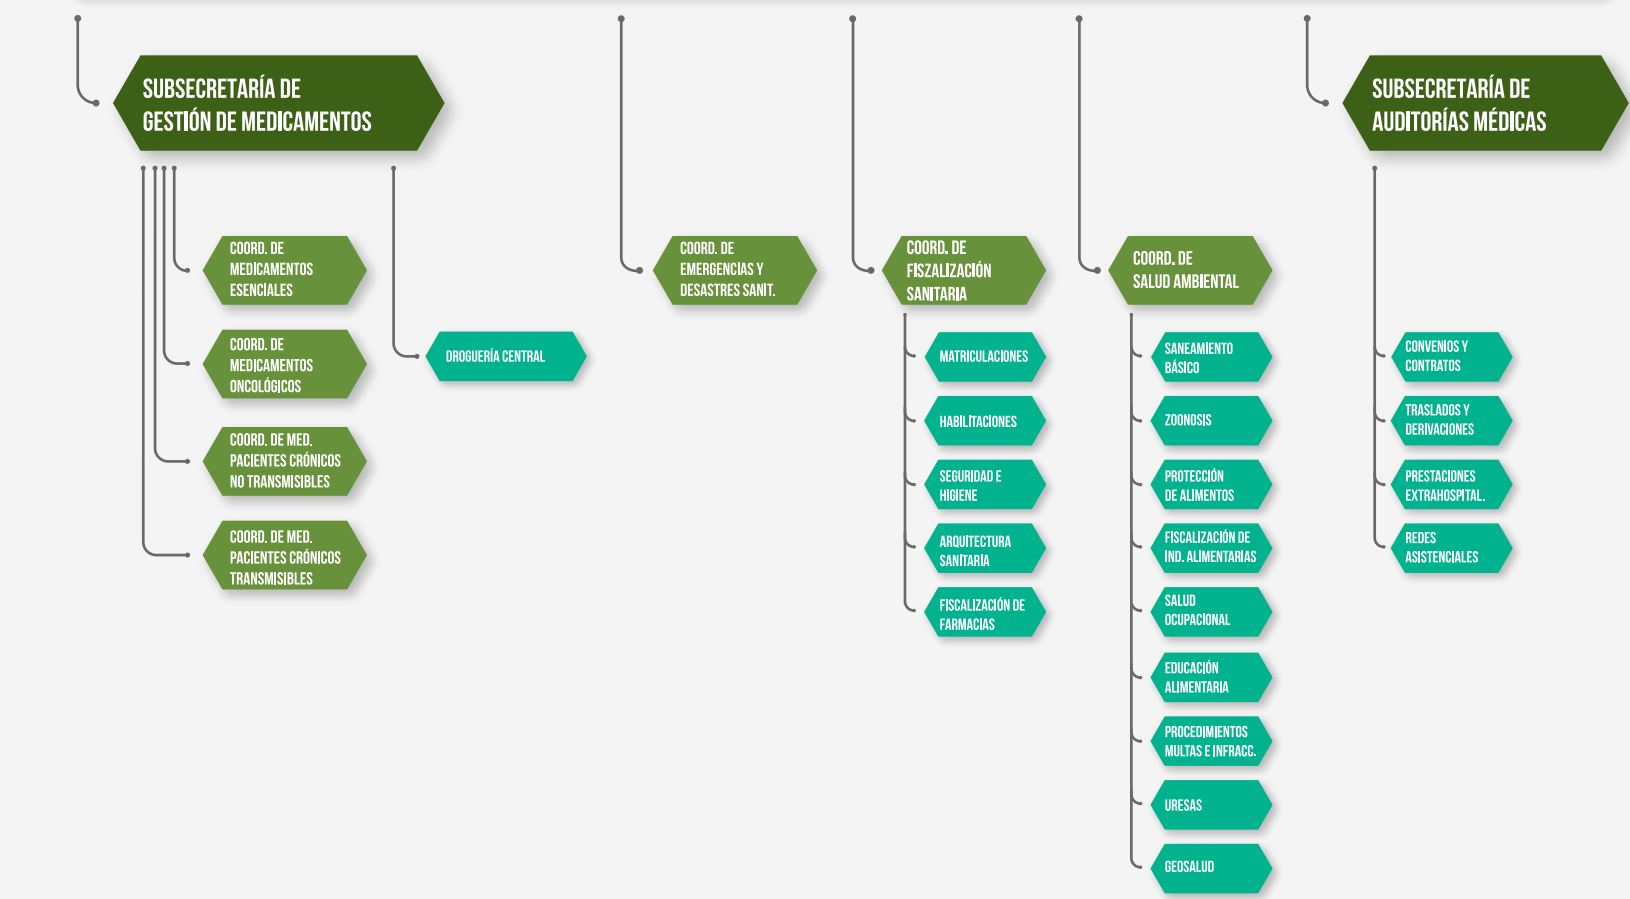 SUBSECRETARÍA DE
GESTIÓN DE MEDICAMENTOS
COORD. DE
MEDICAMENTOS
ESENCIALES
COORD. DE
MEDICAMENTOS
ONCOLÓGICOS
COORD. DE MED.
PACIENTES CRÓNICOS
NO TRANSMISIBLES
COORD. DE MED.
PACIENTES CRÓNICOS
TRANSMISIBLES
DROGUERÍA CENTRAL
COORD. DE
EMERGENCIAS Y
DESASTRES SANIT.
COORD. DE
FISZALIZACIÓN
SANITARIA
MATRICULACIONES
HABILITACIONES
SEGURIDAD E
HIGIENE
ARQUITECTURA
SANITARIA
FISCALIZACIÓN DE
FARMACIAS
COORD. DE
SALUD AMBIENTAL
SANEAMIENTO
BÁSICO
ZOONOSIS
PROTECCIÓN
DE ALIMENTOS
FISCALIZACIÓN DE
IND. ALIMENTARIAS
SALUD
OCUPACIONAL
EDUCACIÓN
ALIMENTARIA
PROCEDIMIENTOS
MULTAS E INFRACC.
URESAS
GEOSALUD
SUBSECRETARÍA DE
AUDITORÍAS MÉDICAS
CONVENIOS Y
CONTRATOS
TRASLADOS Y
DERIVACIONES
PRESTACIONES
EXTRAHOSPITAL.
REDES
ASISTENCIALES